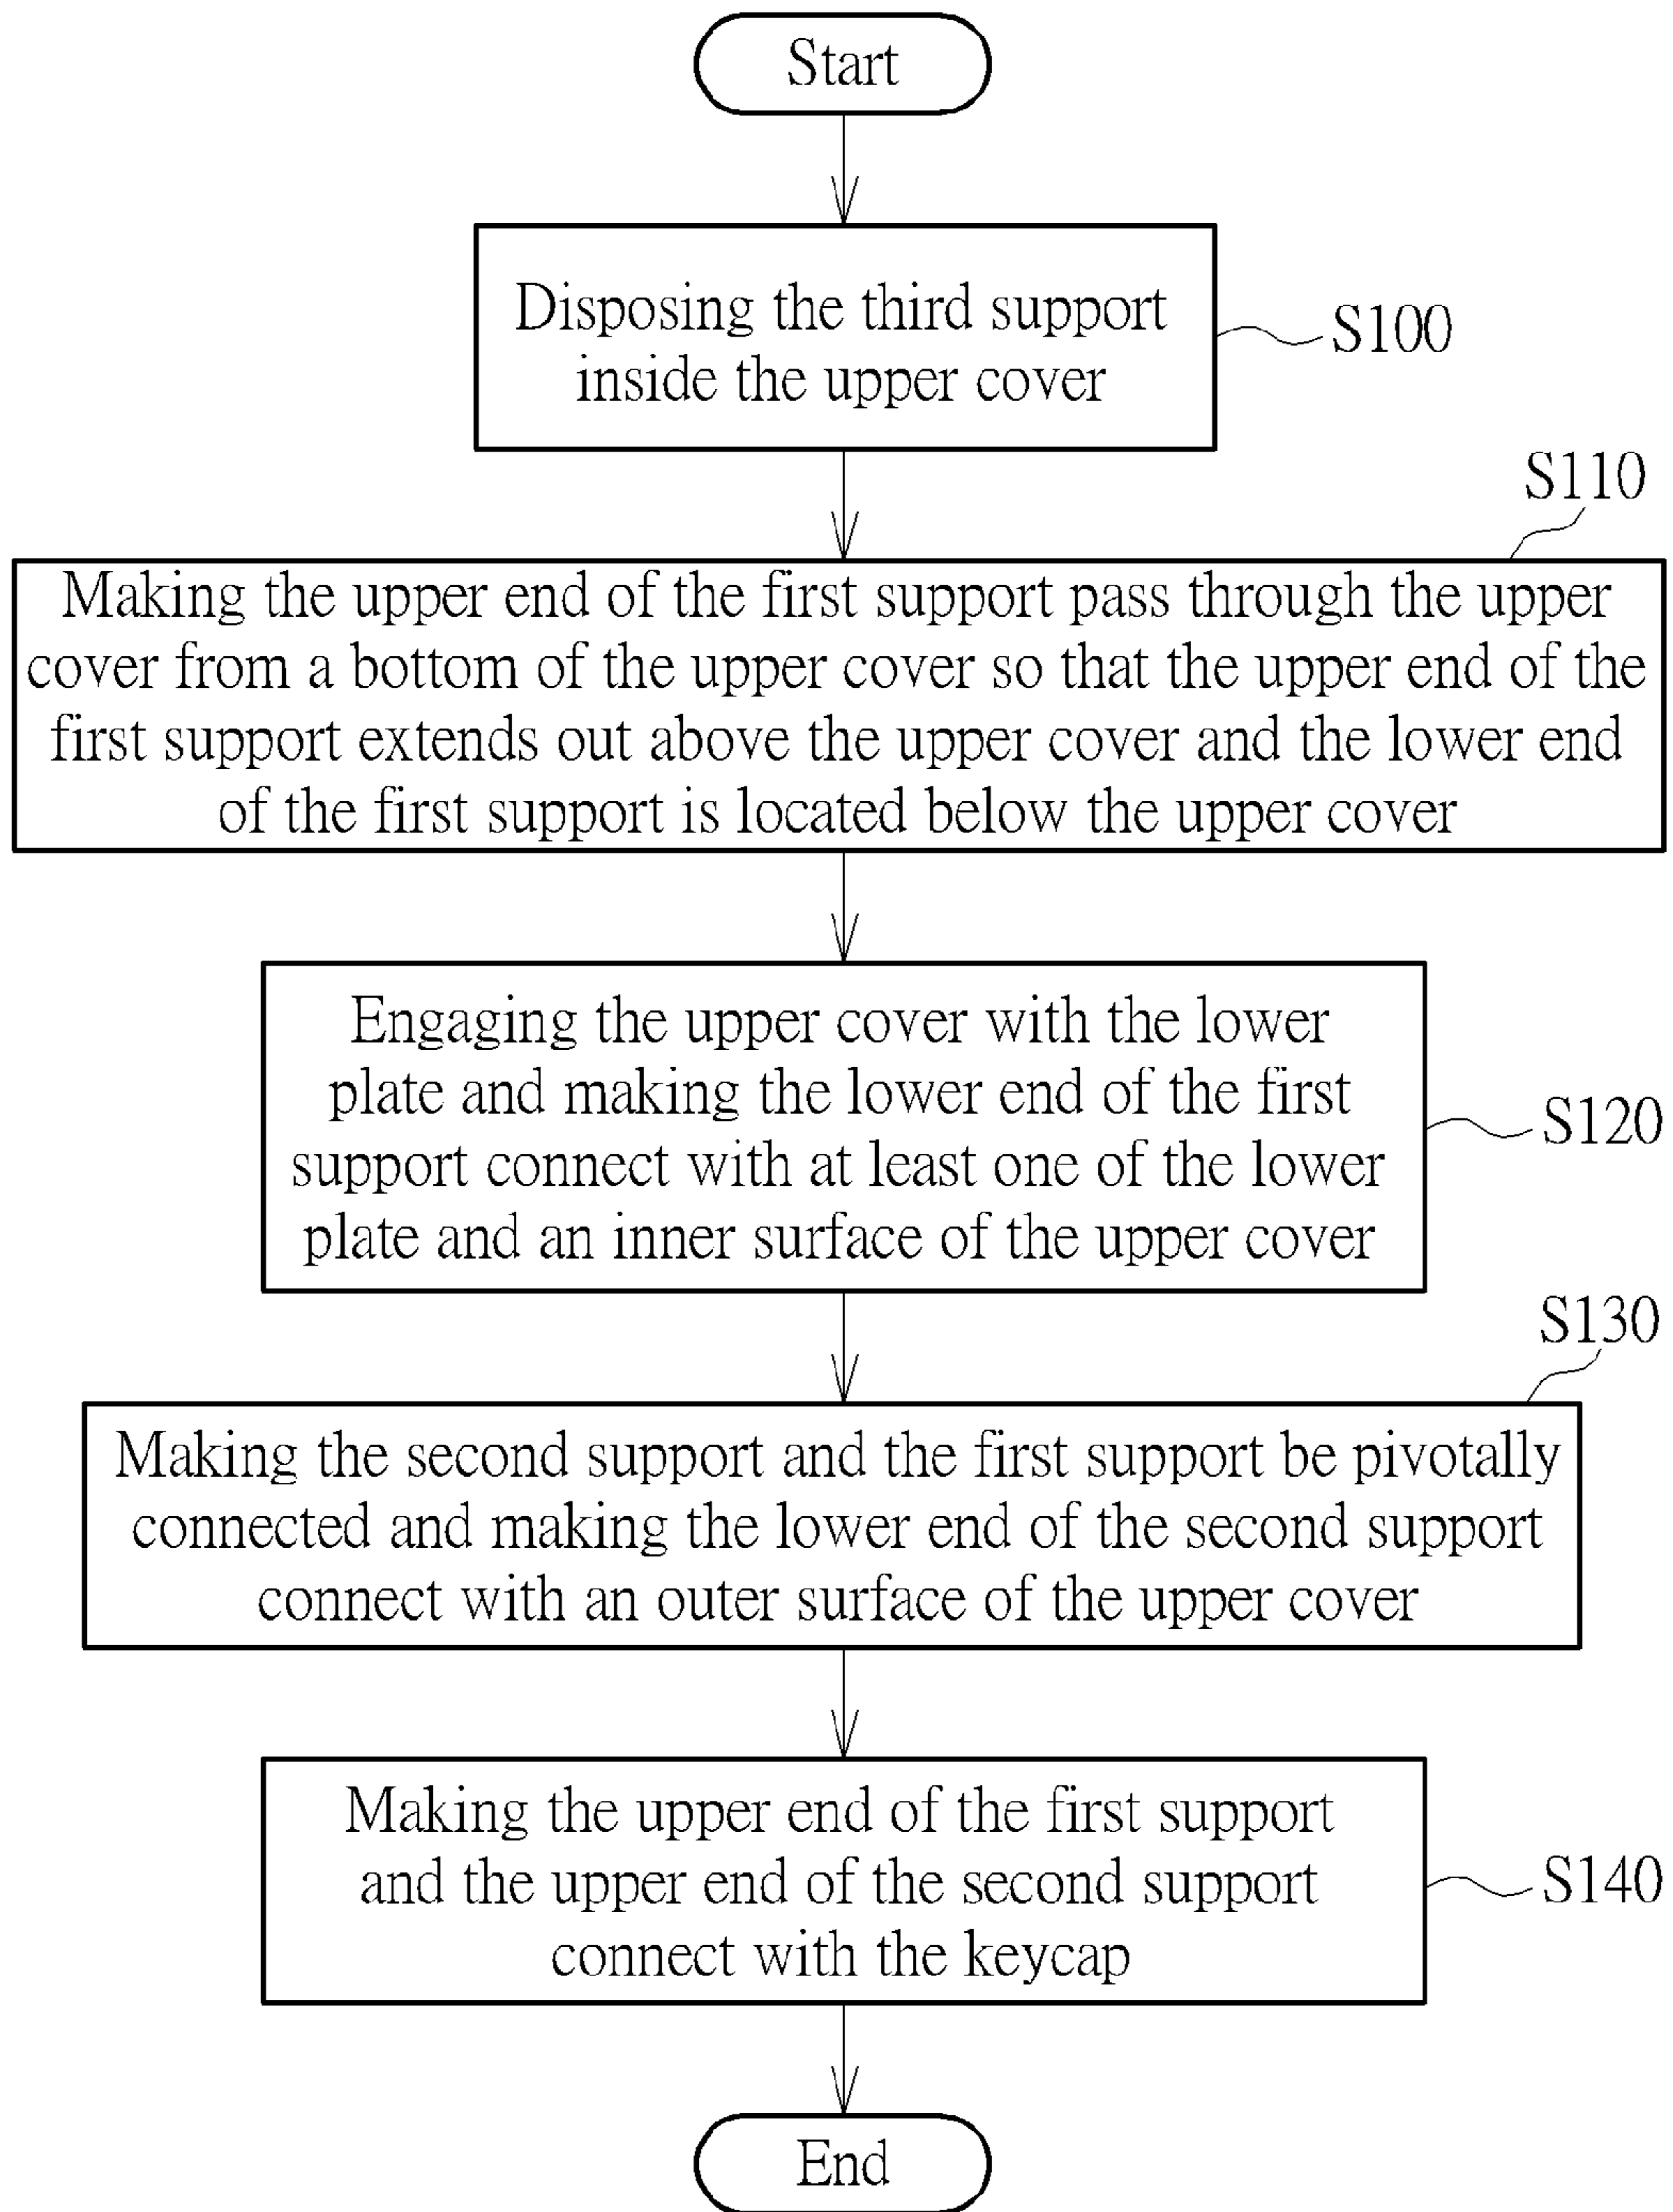 Start
Disposing the third support
inside the upper cover
S100
S110
Making the upper end of the first support pass through the upper
cover from a bottom of the upper cover so that the upper end of the
first support extends out above the upper cover and the lower end
of the first support is located below the upper cover
Engaging the upper cover with the lower
plate and making the lower end of the first
support connect with at least one of the lower
plate and an inner surface of the upper cover
S120
S130
Making the second support and the first support be pivotally
connected and making the lower end of the second support
connect with an outer surface of the upper cover
Making the upper end of the first support
and the upper end of the second support
connect with the keycap
S140
End